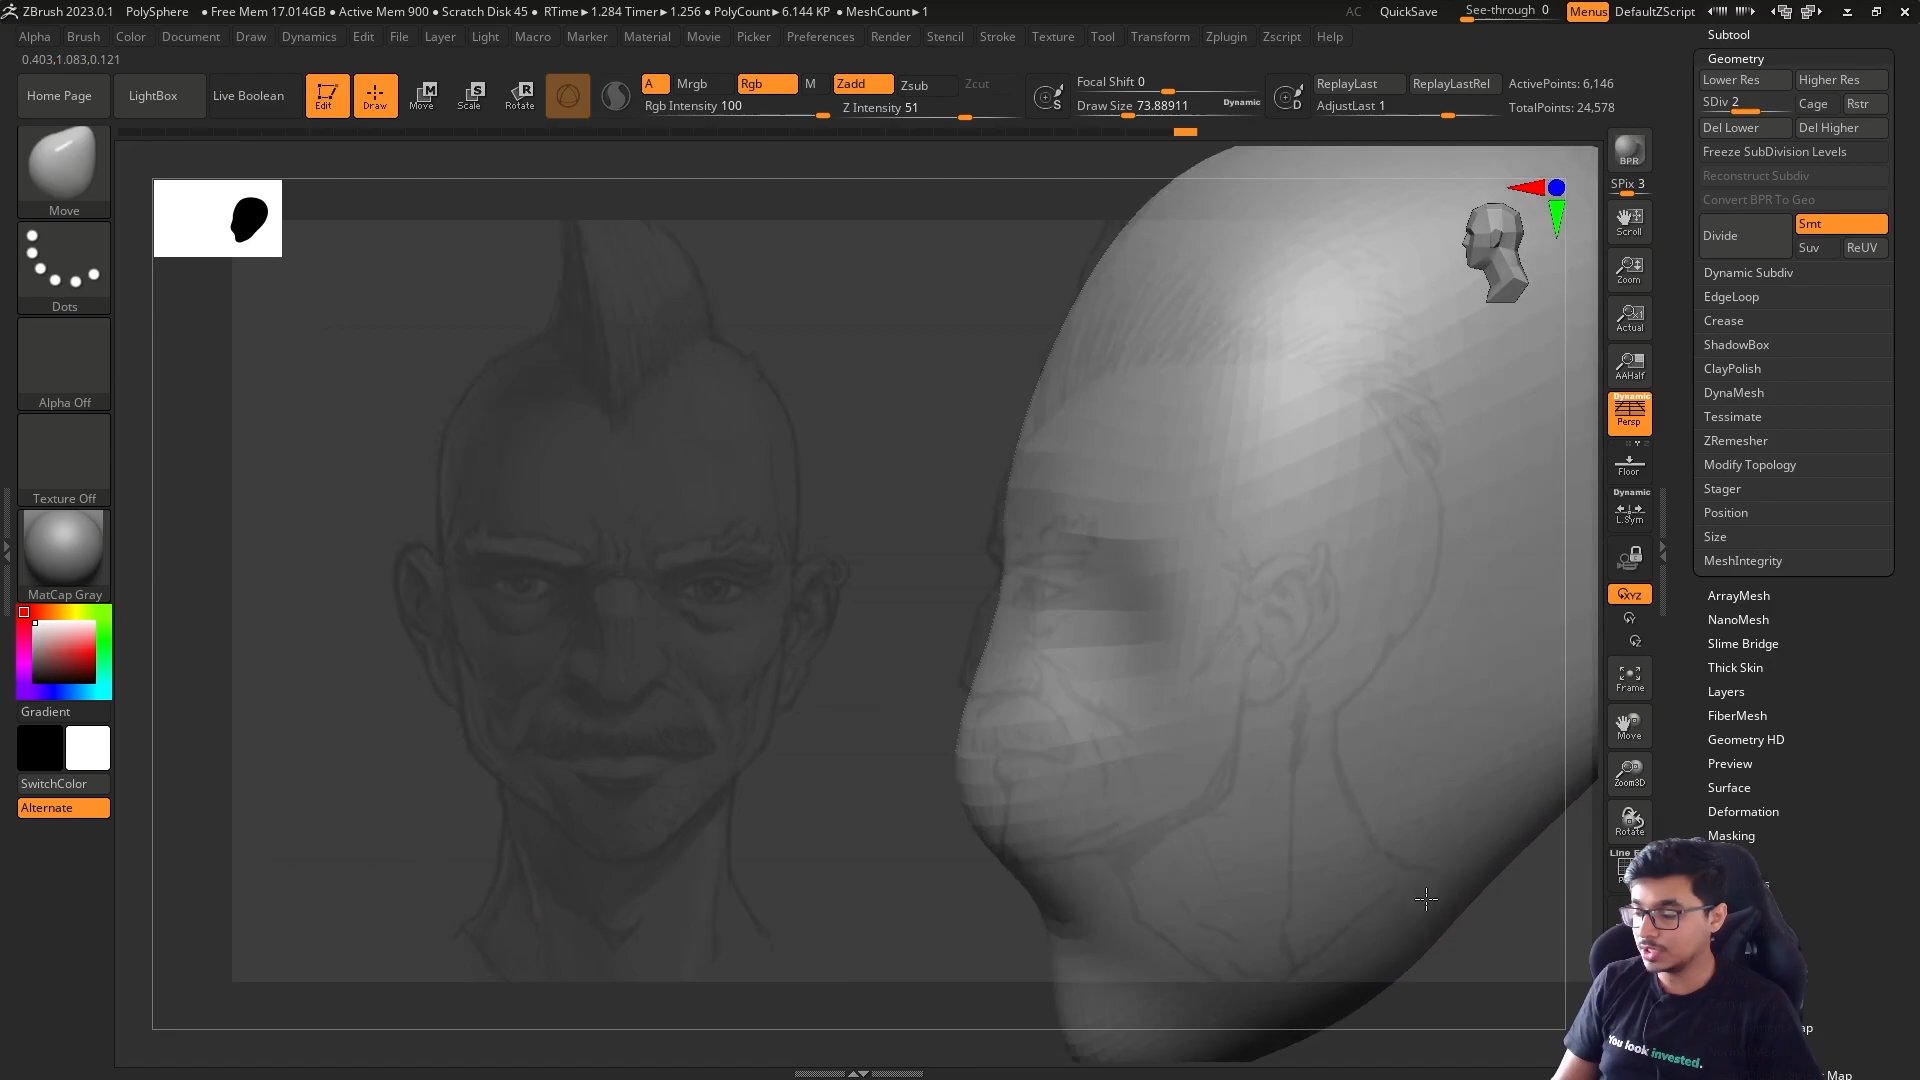 ZBrush 2023.0.1 PolySphere ● Free Mem 17.014GB ● Active Mem 900 ● Scratch Disk 45 ● RTime►1.284 Timer►1.256 ● PolyCount►6.144 KP ● MeshCount►1 AC QuickSave See-through 0 Menus DefaultZScript
Alpha Brush Color Document Draw Dynamics Edit File Layer Light Macro Marker Material Movie Picker Preferences Render Stencil Stroke Texture Tool Transform Zplugin Zscript Help
0.403,1.083,0.121
Home Page LightBox Live Boolean Edit Draw Move Scale Rotate
A Mrgb Rgb M Zadd Zsub Zcut
Rgb Intensity 100 Z Intensity 51
Focal Shift 0
Draw Size 73.88911 Dynamic
S D
ReplayLast ReplayLastRel ActivePoints: 6,146
AdjustLast 1 TotalPoints: 24,578
Move
Dots
Alpha Off
Texture Off
MatCap Gray
Gradient
SwitchColor
Alternate
BPR
SPix 3
Scroll
Zoom
Actual
AAHalf
Dynamic
Persp
Floor
Dynamic
L.Sym
XYZ
Y
Z
Frame
Move
Zoom3D
Rotate
Subtool
Geometry
Lower Res Higher Res
SDiv 2 Cage Rstr
Del Lower Del Higher
Freeze SubDivision Levels
Reconstruct Subdiv
Convert BPR To Geo
Divide Smt
Suv ReUV
Dynamic Subdiv
EdgeLoop
Crease
ShadowBox
ClayPolish
DynaMesh
Tessimate
ZRemesher
Modify Topology
Stager
Position
Size
MeshIntegrity
ArrayMesh
NanoMesh
Slime Bridge
Thick Skin
Layers
FiberMesh
Geometry HD
Preview
Surface
Deformation
Masking
You look invested.
Map